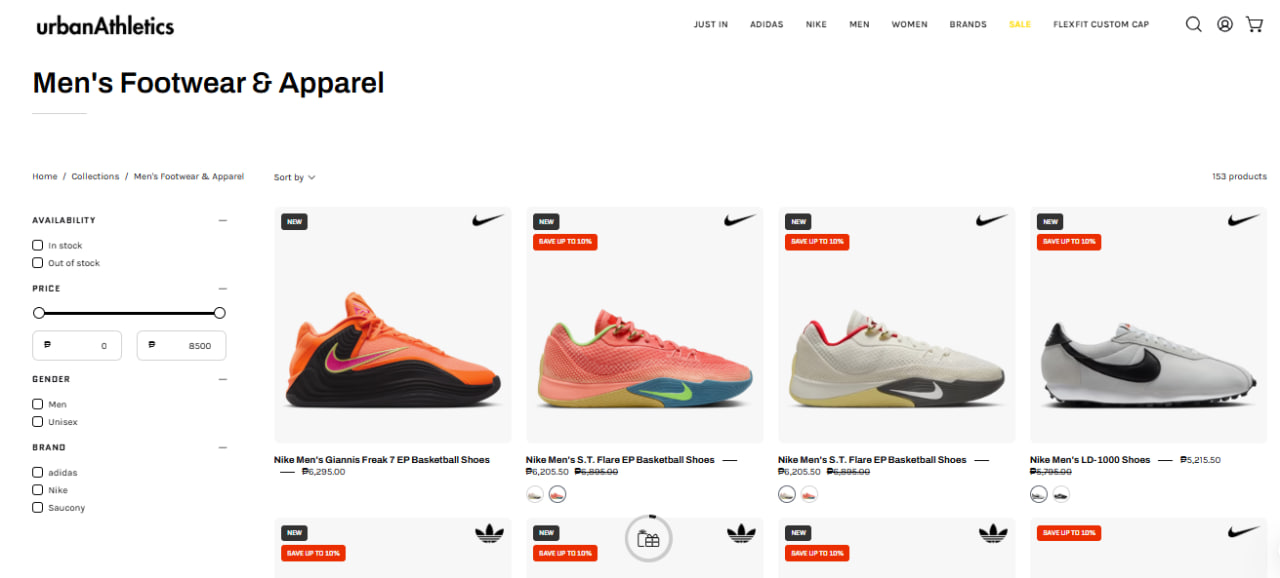 urbanAthletics
JUST IN ADIDAS NIKE MEN WOMEN BRANDS SALE FLEXFIT CUSTOM CAP
Men's Footwear & Apparel
Home / Collections / Men's Footwear & Apparel
Sort by
153 products
AVAILABILITY
In stock
Out of stock
PRICE
₱ 0
₱ 8500
GENDER
Men
Unisex
BRAND
adidas
Nike
Saucony
NEW
Nike Men's Giannis Freak 7 EP Basketball Shoes
— ₱6,295.00
NEW
SAVE UP TO 10%
Nike Men's S.T. Flare EP Basketball Shoes —
₱6,205.50 ₱6,895.00
NEW
SAVE UP TO 10%
Nike Men's S.T. Flare EP Basketball Shoes —
₱6,205.50 ₱6,895.00
NEW
SAVE UP TO 10%
Nike Men's LD-1000 Shoes — ₱5,215.50
₱5,795.00
NEW
SAVE UP TO 10%
NEW
SAVE UP TO 10%
NEW
SAVE UP TO 10%
SAVE UP TO 10%